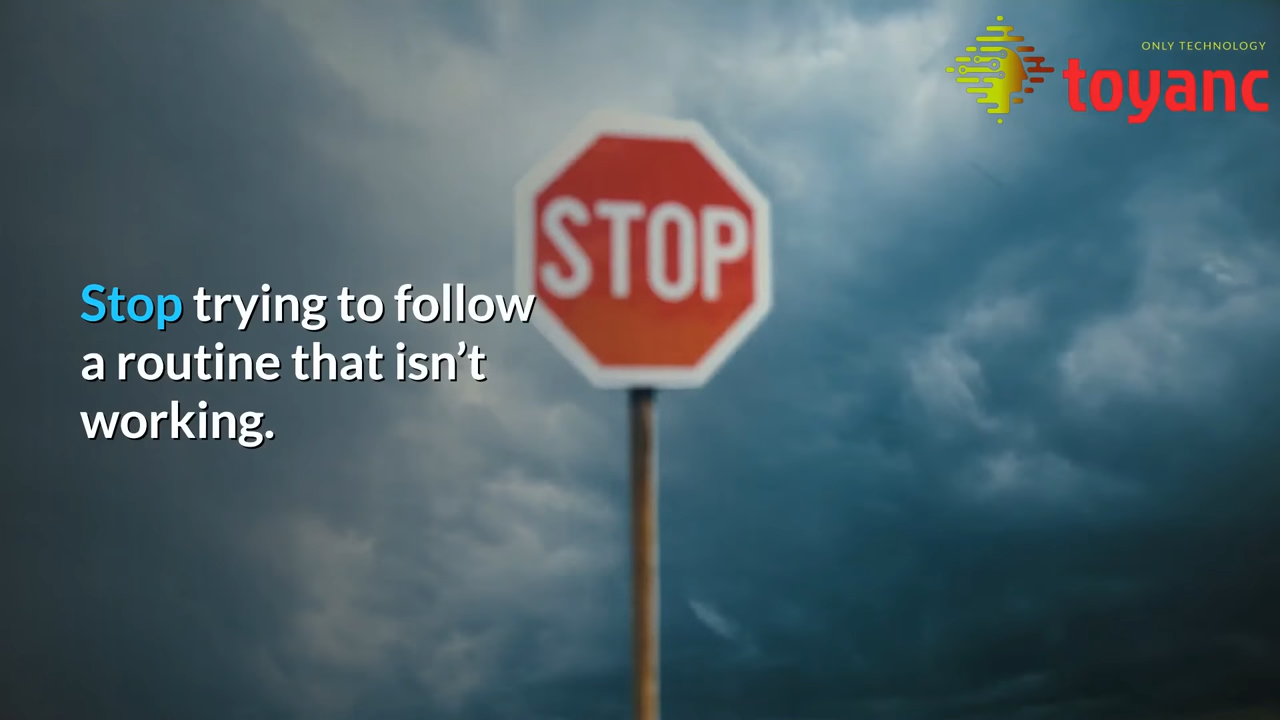 ONLY TECHNOLOGY
toyanc
STOP
Stop trying to follow
a routine that isn’t
working.